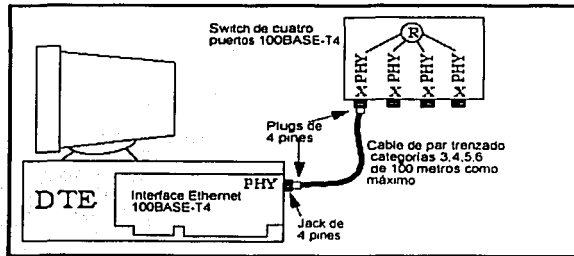 Switch de cuatro
puertos 100BASE-T4
R
PHY PHY PHY PHY
X X X X
Plugs de
4 pines
Cable de par trenzado
categorías 3,4,5,6
de 100 metros como
máximo
DTE
Interface Ethernet
100BASE-T4
PHY
Jack de
4 pines